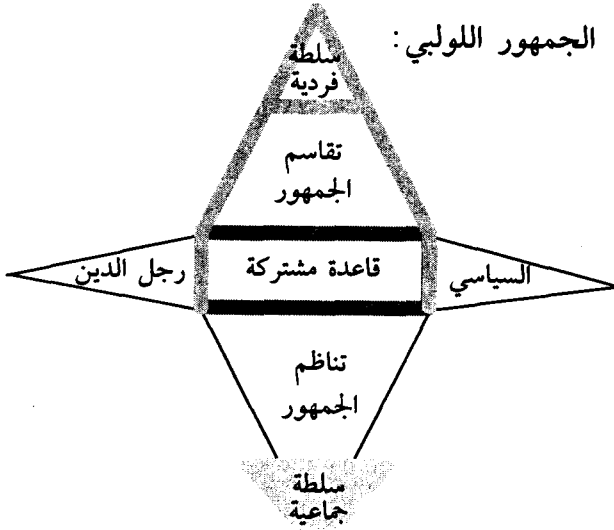 الجمهور اللولبي:
سلطة
فردية
تقاسم
الجمهور
رجل الدين
قاعدة مشتركة
السياسي
تناظم
الجمهور
سلطة
جماعية